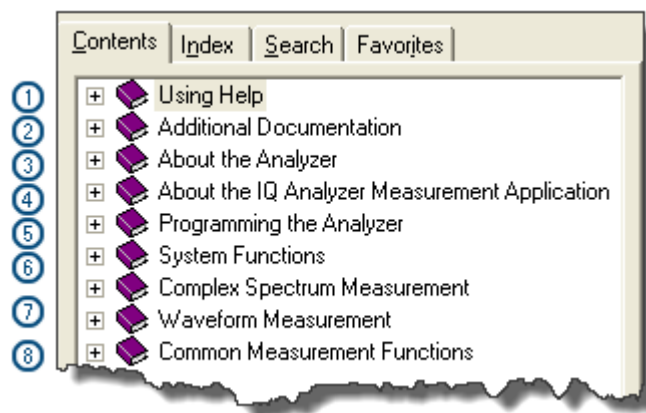 Contents Index Search Favorites
1 Using Help
2 Additional Documentation
3 About the Analyzer
4 About the IQ Analyzer Measurement Application
5 Programming the Analyzer
6 System Functions
Complex Spectrum Measurement
7 Waveform Measurement
8 Common Measurement Functions